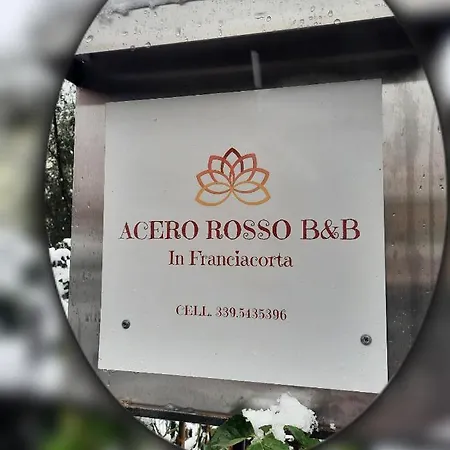 ACERO ROSSO B&B
In Franciacorta
CELL. 339.5435396